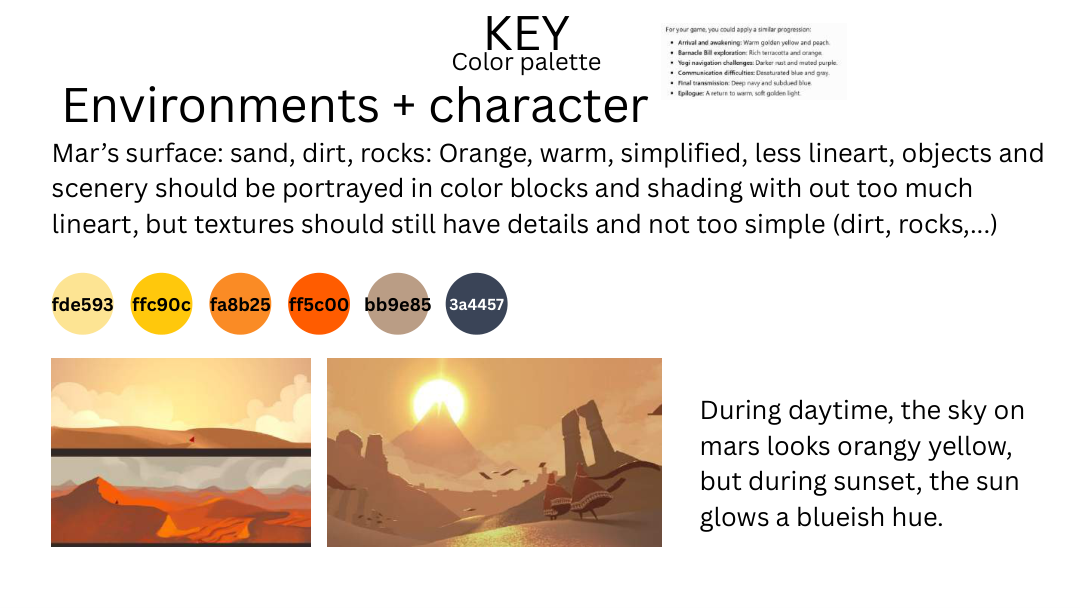 KEY
Color palette
For your game, you could apply a similar progression:
• Arrival and awakening: Warm golden yellow and peach.
• Barnacle Bill exploration: Rich terracotta and orange.
• Yogi navigation challenges: Darker rust and muted purple.
• Communication difficulties: Desaturated blue and gray.
• Final transmission: Deep navy and subdued blue.
• Epilogue: A return to warm, soft golden light.
Environments + character
Mar’s surface: sand, dirt, rocks: Orange, warm, simplified, less lineart, objects and
scenery should be portrayed in color blocks and shading with out too much
lineart, but textures should still have details and not too simple (dirt, rocks,...)
fde593 ffc90c fa8b25 ff5c00 bb9e85 3a4457
During daytime, the sky on
mars looks orangy yellow,
but during sunset, the sun
glows a blueish hue.